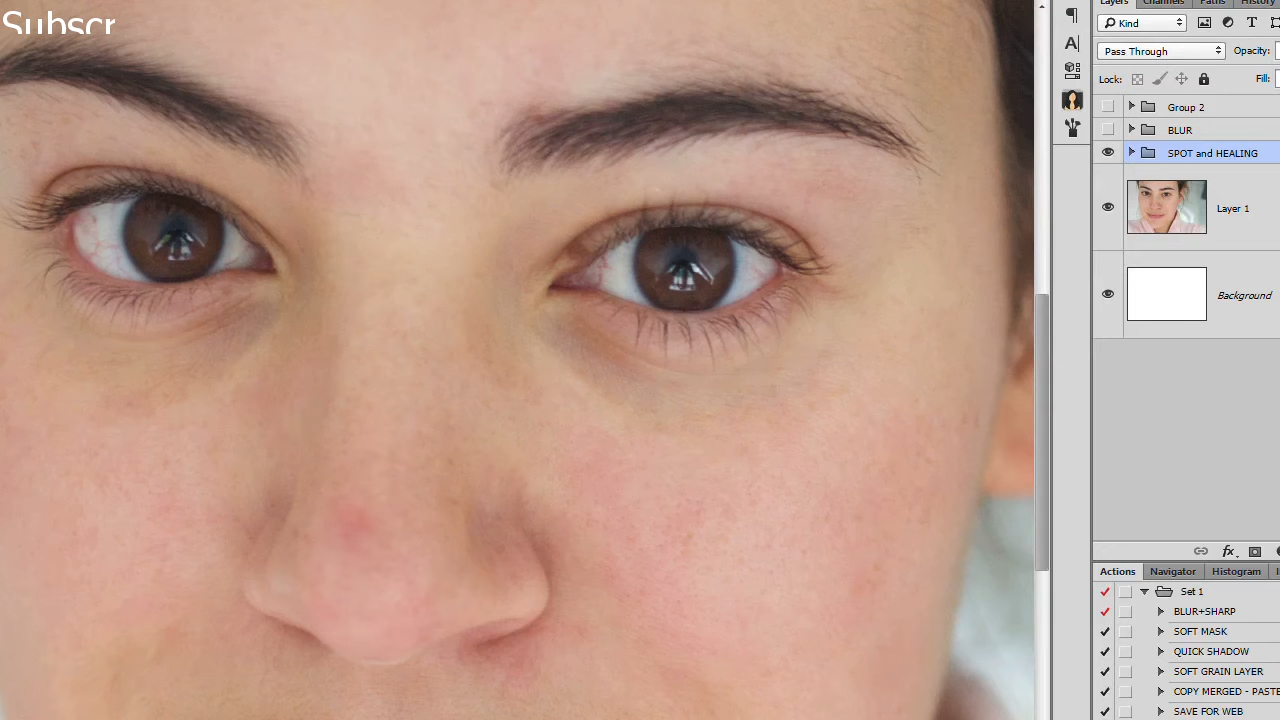 Subscr
Layers Channels Paths History
Kind
T
Pass Through Opacity:
Lock: Fill:
Group 2
BLUR
SPOT and HEALING
Layer 1
Background
fx
Actions Navigator Histogram
Set 1
BLUR+SHARP
SOFT MASK
QUICK SHADOW
SOFT GRAIN LAYER
COPY MERGED - PASTE
SAVE FOR WEB